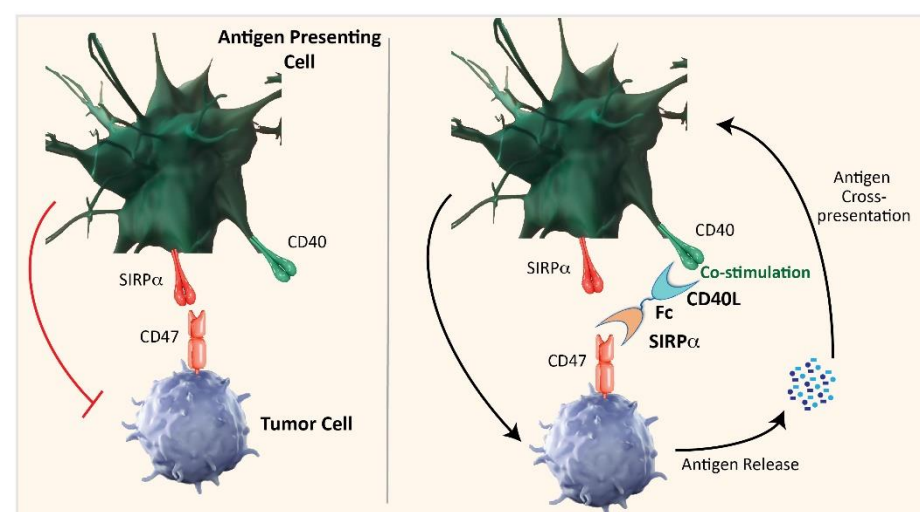 Antigen Presenting
Cell
CD40
SIRPα
CD47
Tumor Cell
Antigen
Cross-
presentation
CD40
SIRPα
Co-stimulation
CD40L
Fc
SIRPα
CD47
Antigen Release